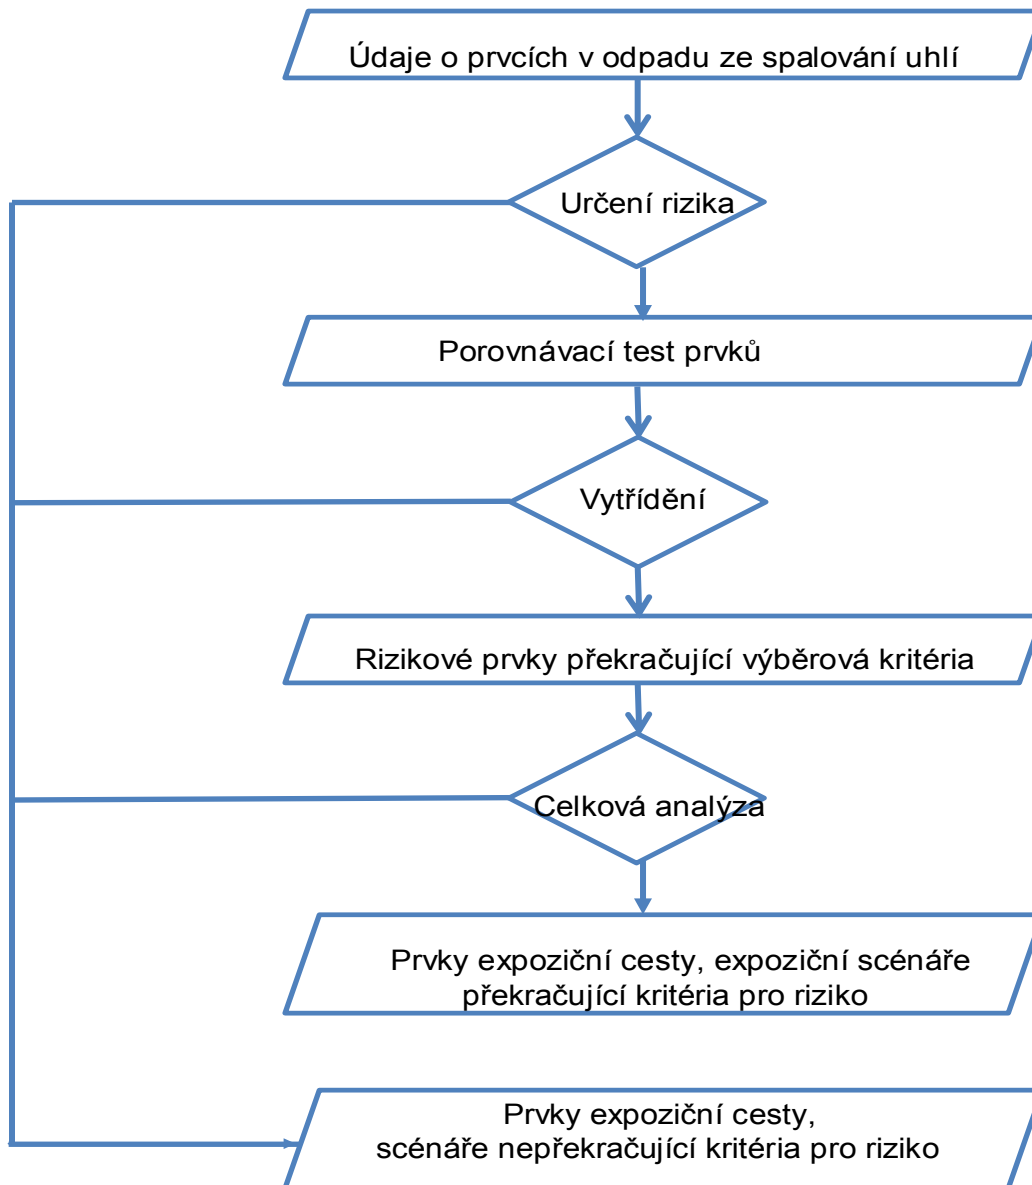 Údaje o prvcích v odpadu ze spalování uhlí
Určení rizika
Porovnávací test prvků
Vytřídění
Rizikové prvky překračující výběrová kritéria
Celková analýza
Prvky expoziční cesty, expoziční scénáře
překračující kritéria pro riziko
Prvky expoziční cesty,
scénáře nepřekračující kritéria pro riziko